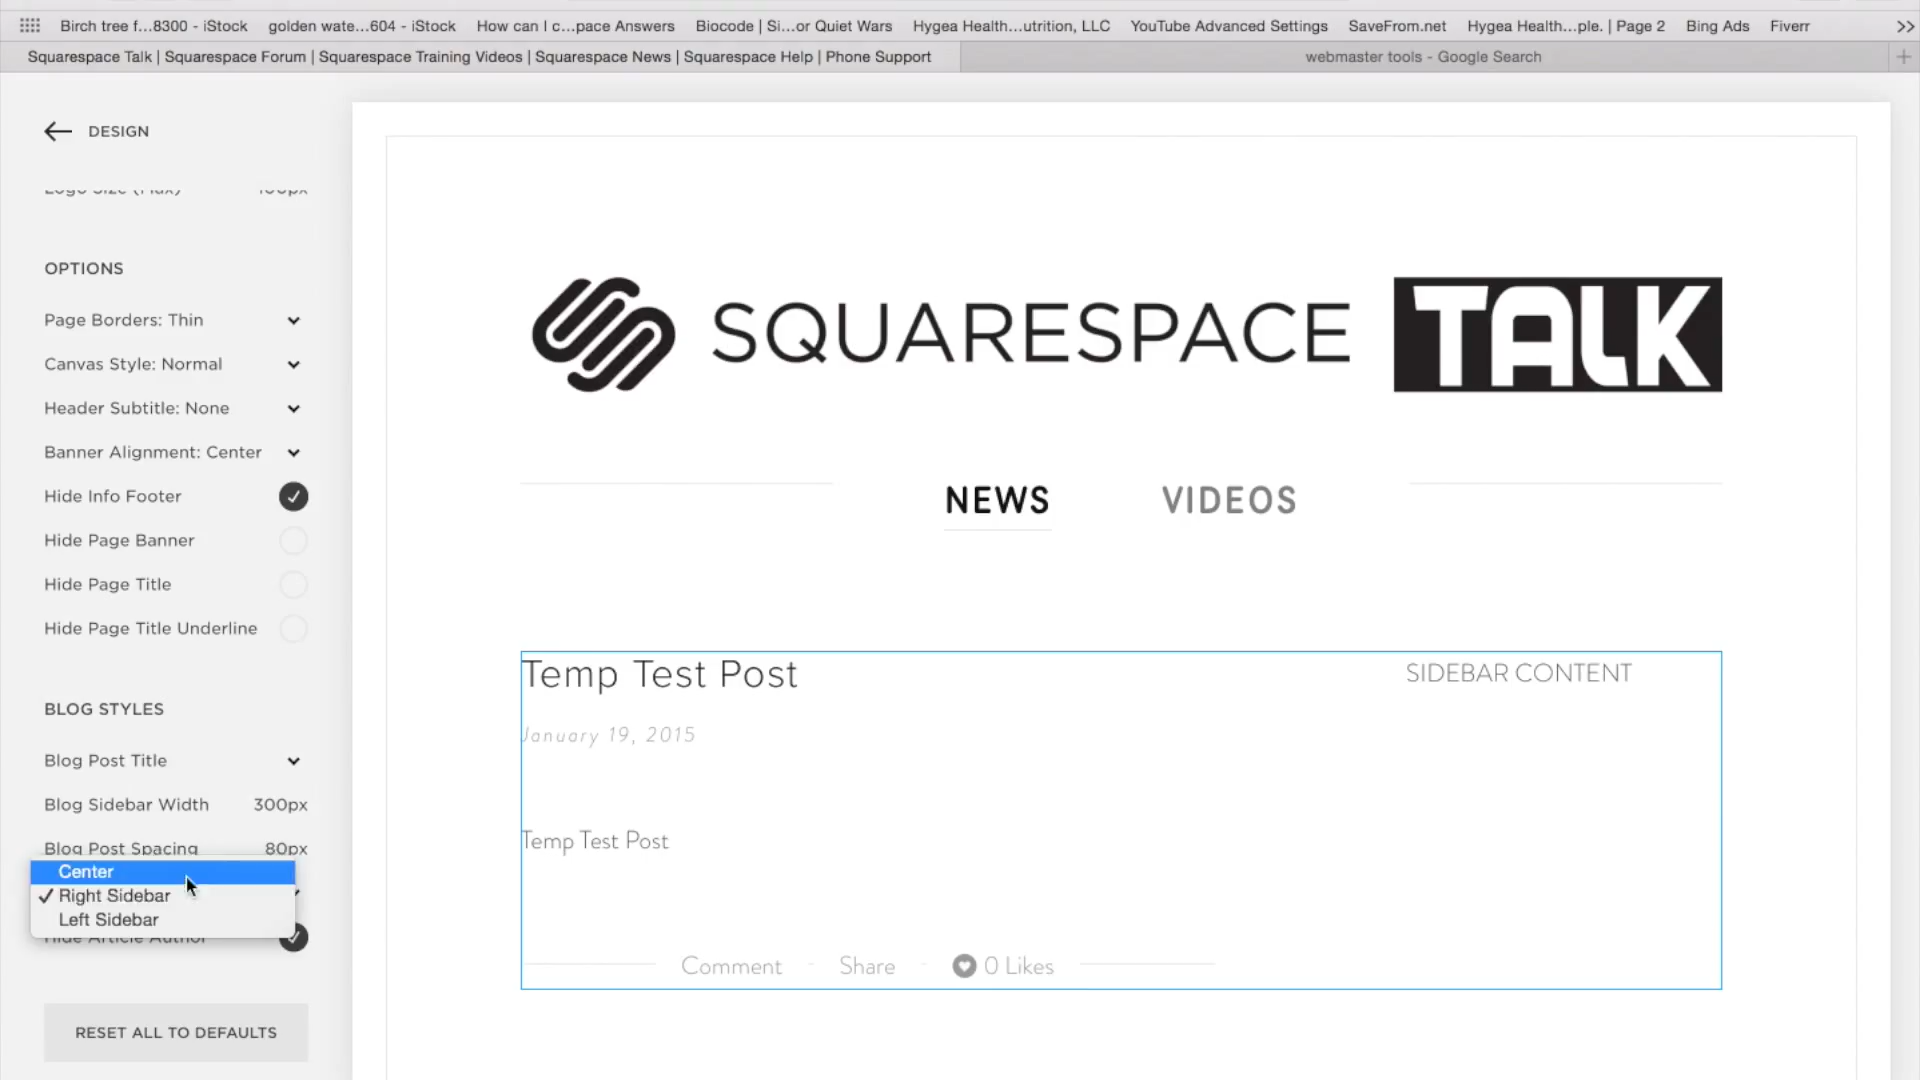 Birch tree f...8300 - iStock golden wate...604 - iStock How can I c...pace Answers Biocode | Si...or Quiet Wars Hygea Health...utrition, LLC YouTube Advanced Settings SaveFrom.net Hygea Health...ple. | Page 2 Bing Ads Fiverr >>
Squarespace Talk | Squarespace Forum | Squarespace Training Videos | Squarespace News | Squarespace Help | Phone Support webmaster tools - Google Search +
DESIGN
OPTIONS
Page Borders: Thin
Canvas Style: Normal
Header Subtitle: None
Banner Alignment: Center
Hide Info Footer
Hide Page Banner
Hide Page Title
Hide Page Title Underline
BLOG STYLES
Blog Post Title
Blog Sidebar Width 300px
Blog Post Spacing 80px
Center
Right Sidebar
Left Sidebar
Hide Article Author
RESET ALL TO DEFAULTS
SQUARESPACE TALK
NEWS VIDEOS
Temp Test Post SIDEBAR CONTENT
January 19, 2015
Temp Test Post
Comment Share 0 Likes